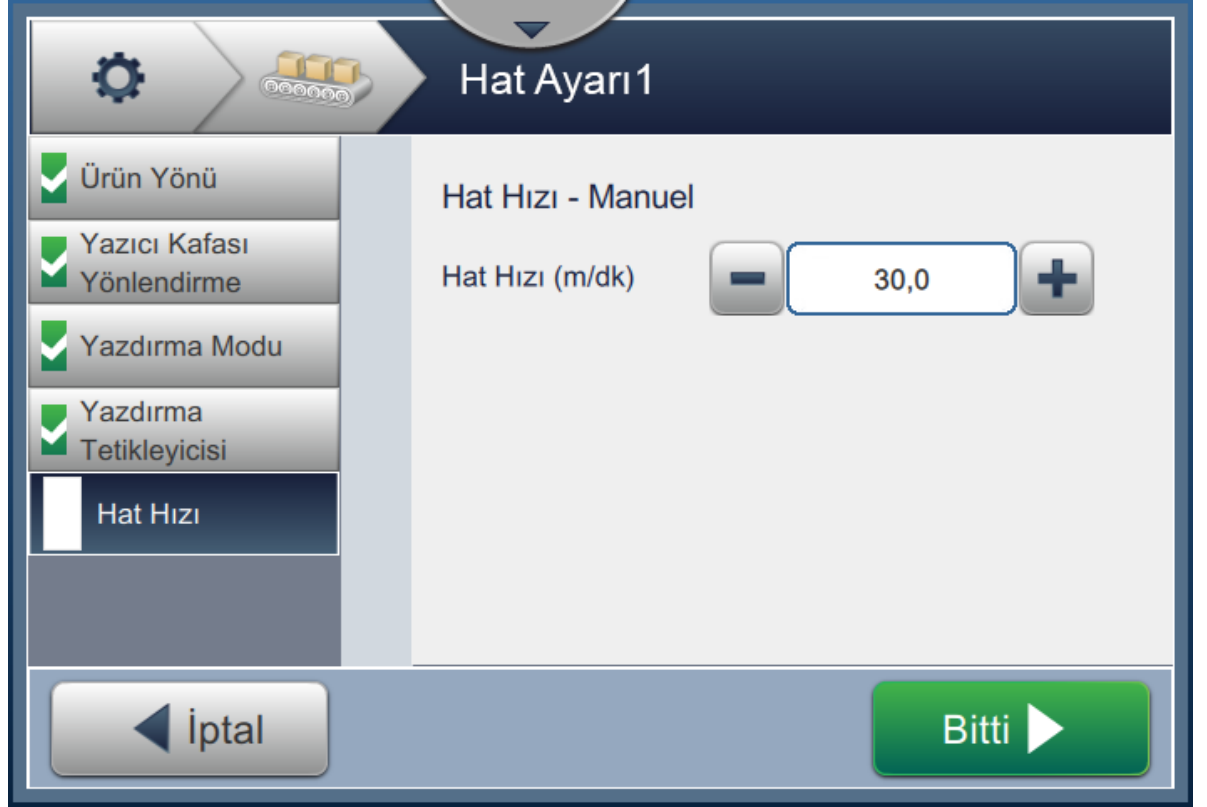 Hat Ayarı1
Ürün Yönü
Yazıcı Kafası
Yönlendirme
Yazdırma Modu
Yazdırma
Tetikleyicisi
Hat Hızı
Hat Hızı - Manuel
Hat Hızı (m/dk)
30,0
İptal
Bitti